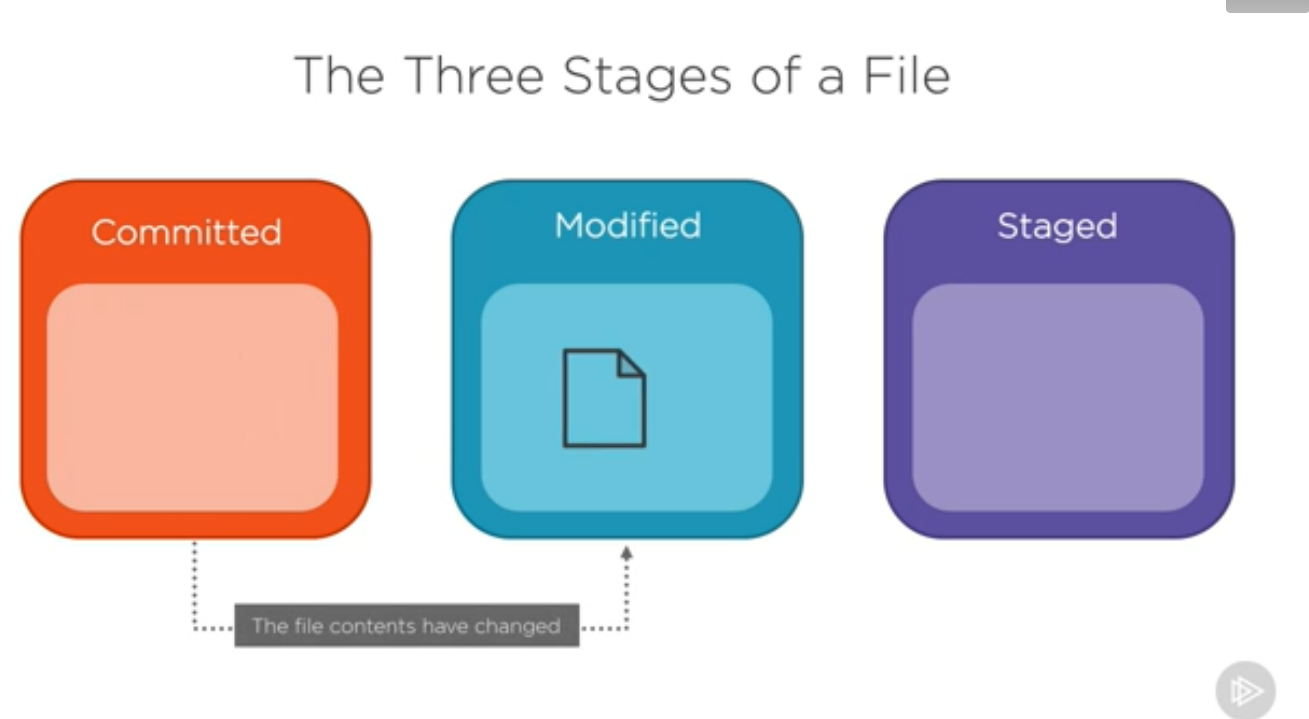 The Three Stages of a File
Committed
Modified
Staged
The file contents have changed